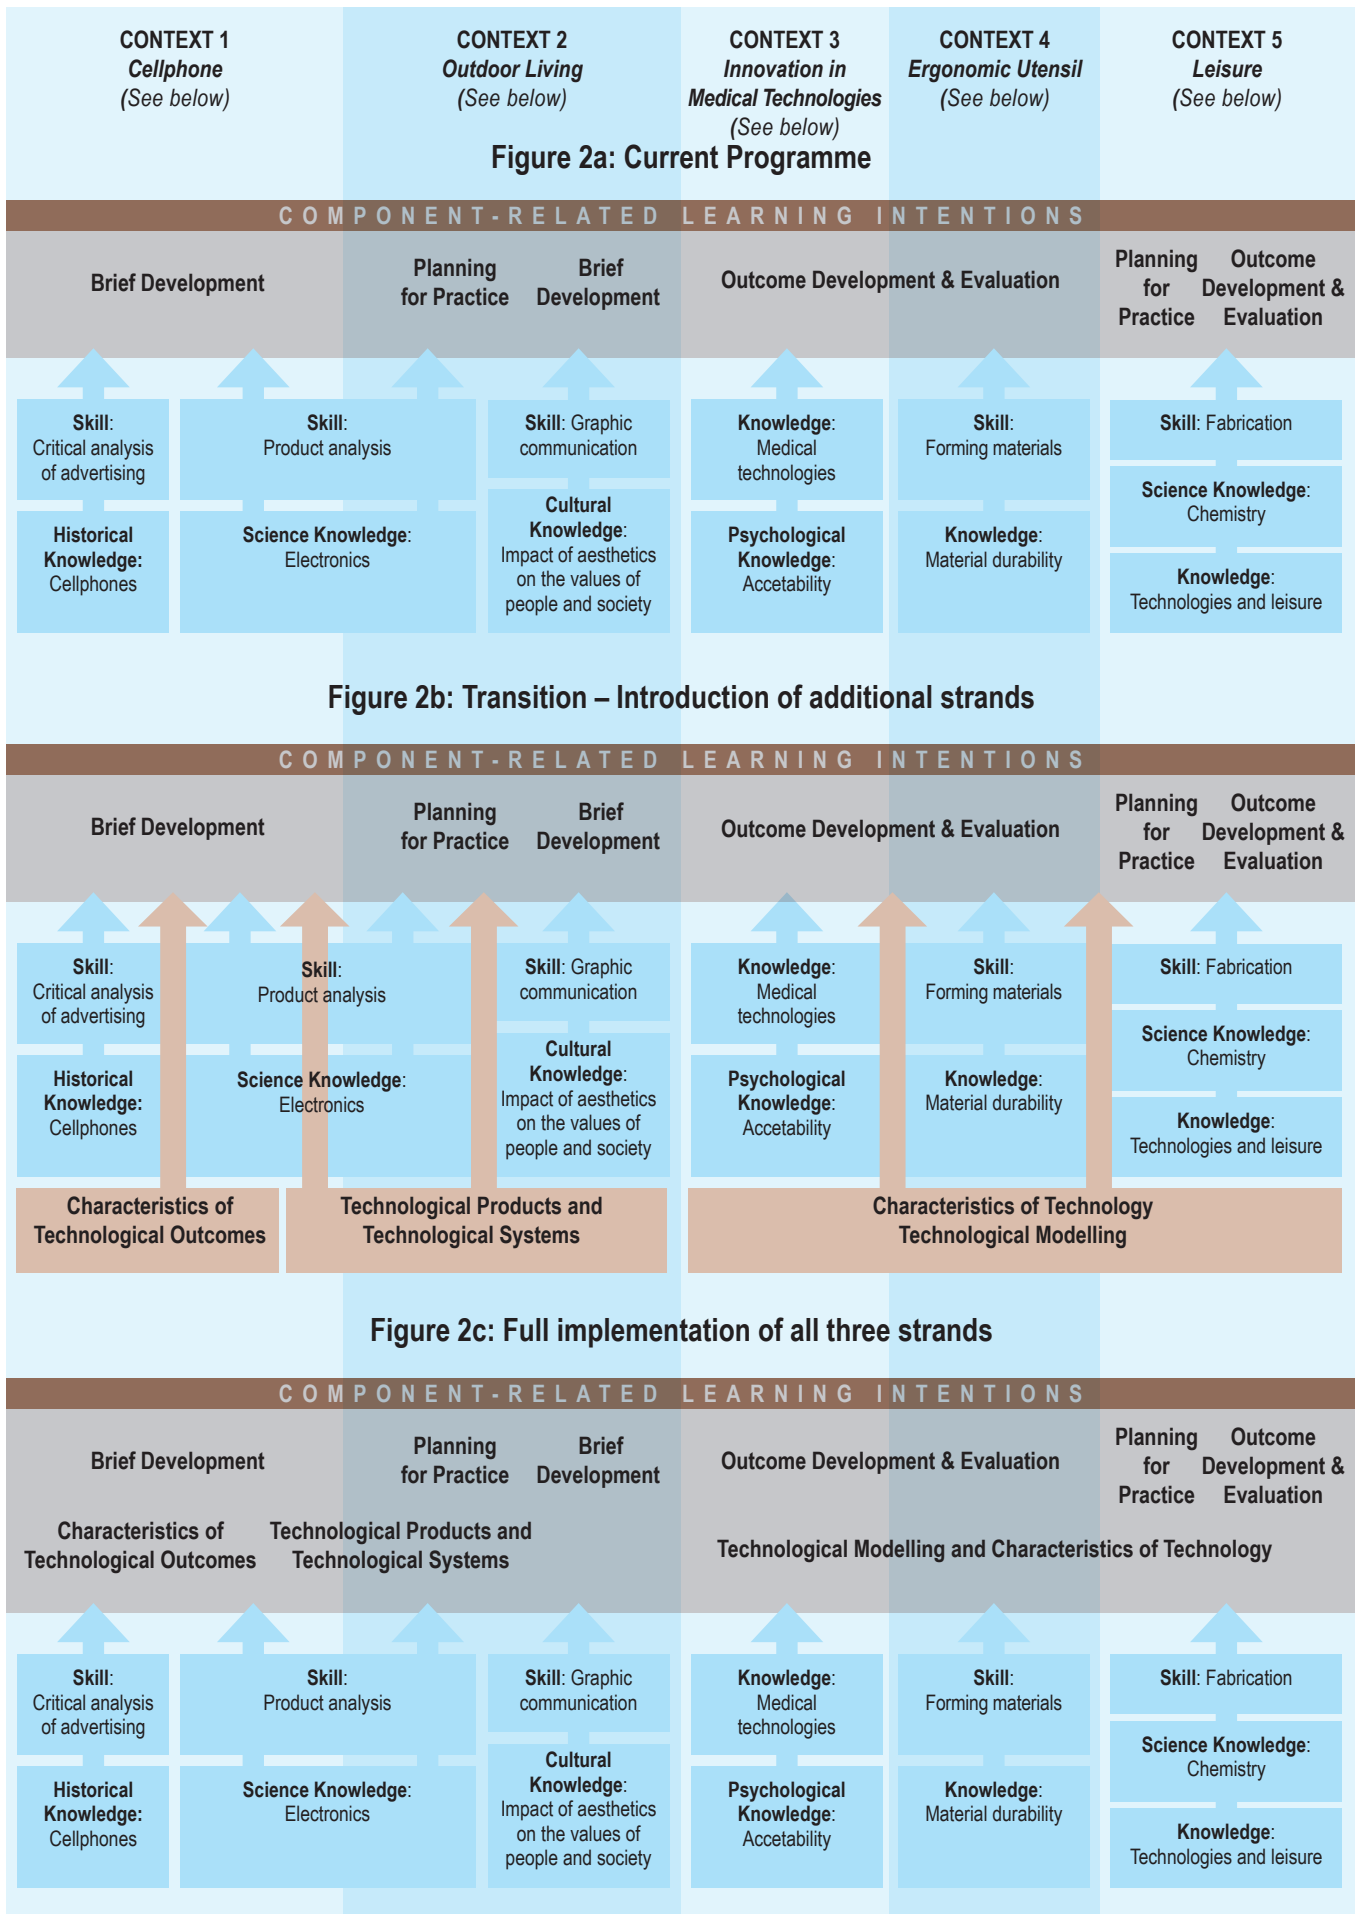 CONTEXT 1
Cellphone
(See below)
CONTEXT 2
Outdoor Living
(See below)
CONTEXT 3
Innovation in
Medical Technologies
(See below)
CONTEXT 4
Ergonomic Utensil
(See below)
CONTEXT 5
Leisure
(See below)
Figure 2a: Current Programme
COMPONENT-RELATED LEARNING INTENTIONS
Brief Development
Planning
for Practice
Brief
Development
Outcome Development & Evaluation
Planning
for
Practice
Outcome
Development &
Evaluation
Skill:
Critical analysis
of advertising
Historical
Knowledge:
Cellphones
Skill:
Product analysis
Science Knowledge:
Electronics
Skill: Graphic
communication
Cultural
Knowledge:
Impact of aesthetics
on the values of
people and society
Knowledge:
Medical
technologies
Psychological
Knowledge:
Accetability
Skill:
Forming materials
Knowledge:
Material durability
Skill: Fabrication
Science Knowledge:
Chemistry
Knowledge:
Technologies and leisure
Figure 2b: Transition – Introduction of additional strands
COMPONENT-RELATED LEARNING INTENTIONS
Brief Development
Planning
for Practice
Brief
Development
Outcome Development & Evaluation
Planning
for
Practice
Outcome
Development &
Evaluation
Skill:
Critical analysis
of advertising
Historical
Knowledge:
Cellphones
Skill:
Product analysis
Science Knowledge:
Electronics
Skill: Graphic
communication
Cultural
Knowledge:
Impact of aesthetics
on the values of
people and society
Knowledge:
Medical
technologies
Psychological
Knowledge:
Accetability
Skill:
Forming materials
Knowledge:
Material durability
Skill: Fabrication
Science Knowledge:
Chemistry
Knowledge:
Technologies and leisure
Characteristics of
Technological Outcomes
Technological Products and
Technological Systems
Characteristics of Technology
Technological Modelling
Figure 2c: Full implementation of all three strands
COMPONENT-RELATED LEARNING INTENTIONS
Brief Development
Planning
for Practice
Brief
Development
Outcome Development & Evaluation
Planning
for
Practice
Outcome
Development &
Evaluation
Characteristics of
Technological Outcomes
Technological Products and
Technological Systems
Technological Modelling and Characteristics of Technology
Skill:
Critical analysis
of advertising
Historical
Knowledge:
Cellphones
Skill:
Product analysis
Science Knowledge:
Electronics
Skill: Graphic
communication
Cultural
Knowledge:
Impact of aesthetics
on the values of
people and society
Knowledge:
Medical
technologies
Psychological
Knowledge:
Accetability
Skill:
Forming materials
Knowledge:
Material durability
Skill: Fabrication
Science Knowledge:
Chemistry
Knowledge:
Technologies and leisure